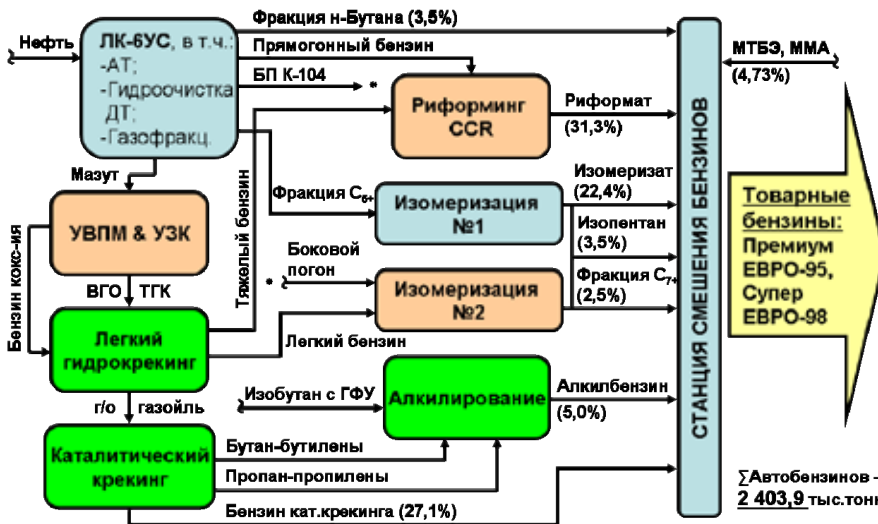 Фракция н-Бутана (3,5%)
Нефть
ЛК-6УС, в т.ч.:
-АТ;
-Гидроочистка
ДТ;
-Газофракц.
Прямогонный бензин
БП К-104
*
Риформинг
CCR
Риформат
(31,3%)
МТБЭ, ММА
(4,73%)
Мазут
Фракция С5+
Изомеризация
№1
Изомеризат
(22,4%)
Изопентан
(3,5%)
Фракция С7+
(2,5%)
УВПМ & УЗК
Тяжелый бензин
Бензин кокс-ия
* Боковой
погон
Изомеризация
№2
ВГО ТГК
Легкий
гидрокрекинг
Легкий бензин
Изобутан с ГФУ
Алкилирование
Алкилбензин
(5,0%)
г/о газойль
Каталитический
крекинг
Бутан-бутилены
Пропан-пропилены
Бензин кат.крекинга (27,1%)
СТАНЦИЯ СМЕШЕНИЯ БЕНЗИНОВ
Товарные
бензины:
Премиум
ЕВРО-95,
Супер
ЕВРО-98
∑Автобензинов -
2 403,9 тыс.тонн